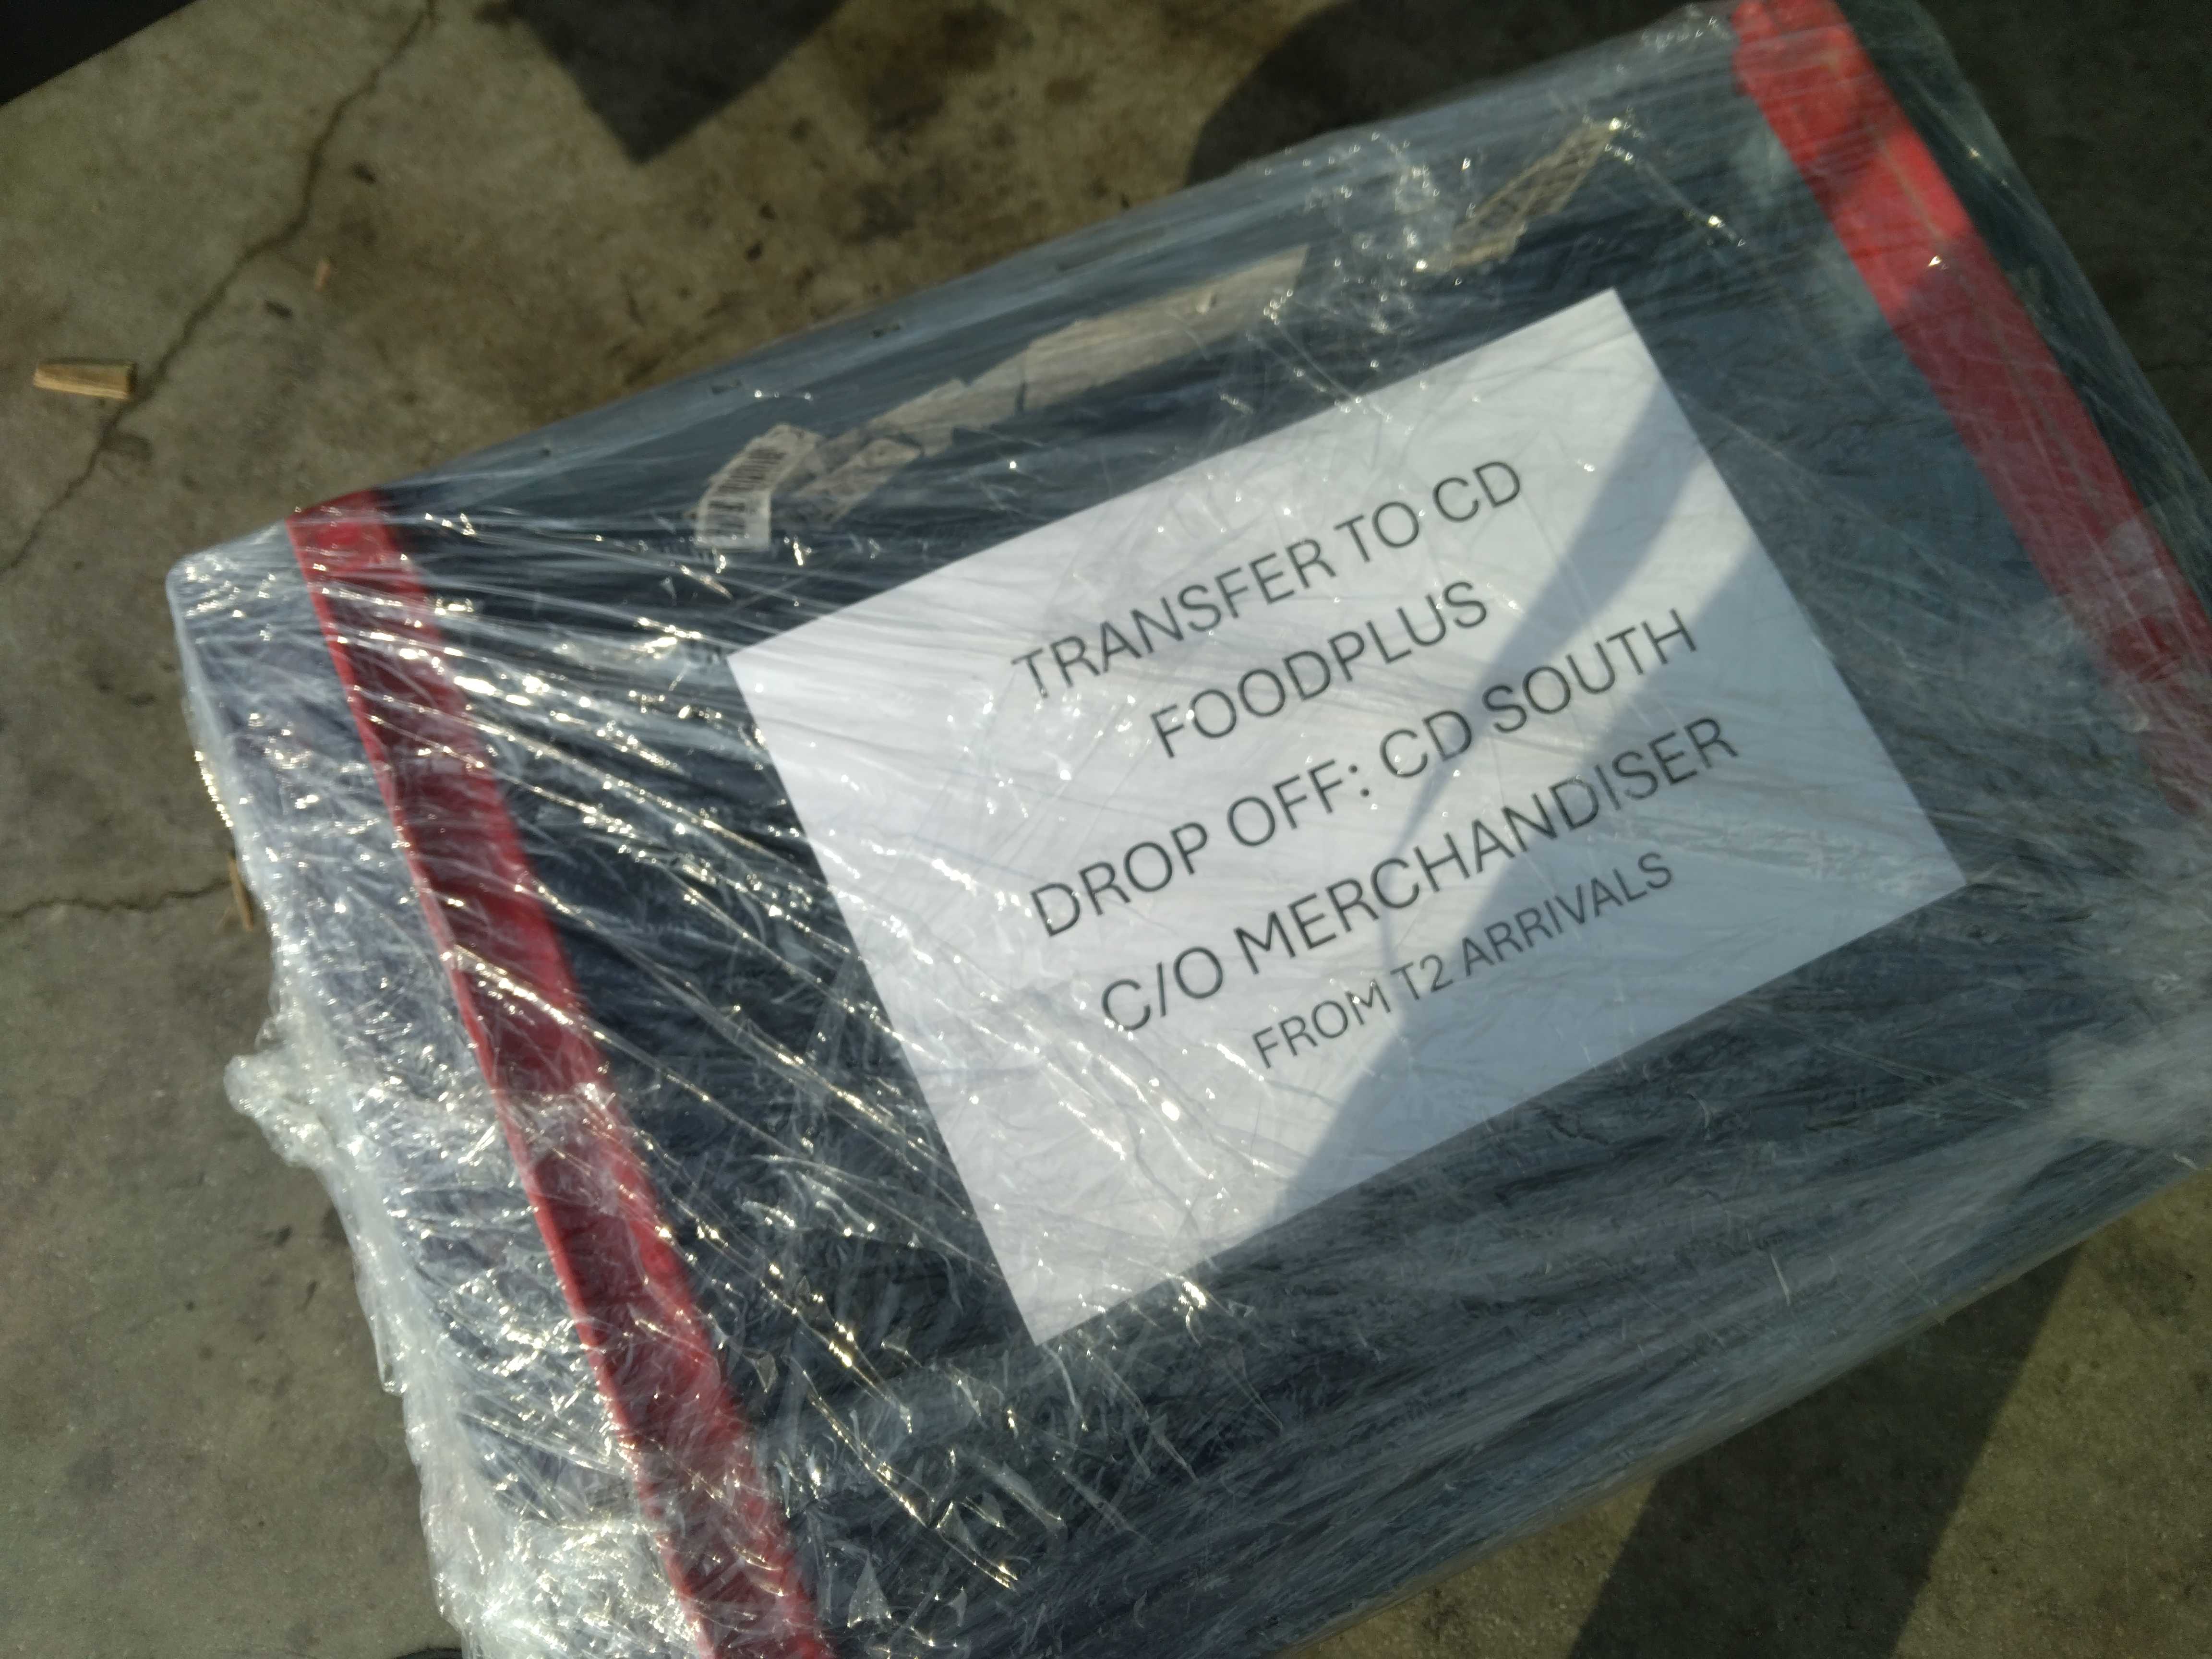 TRANSFER TO CD
FOODPLUS
DROP OFF: CD SOUTH
C/O MERCHANDISER
FROM T2 ARRIVALS